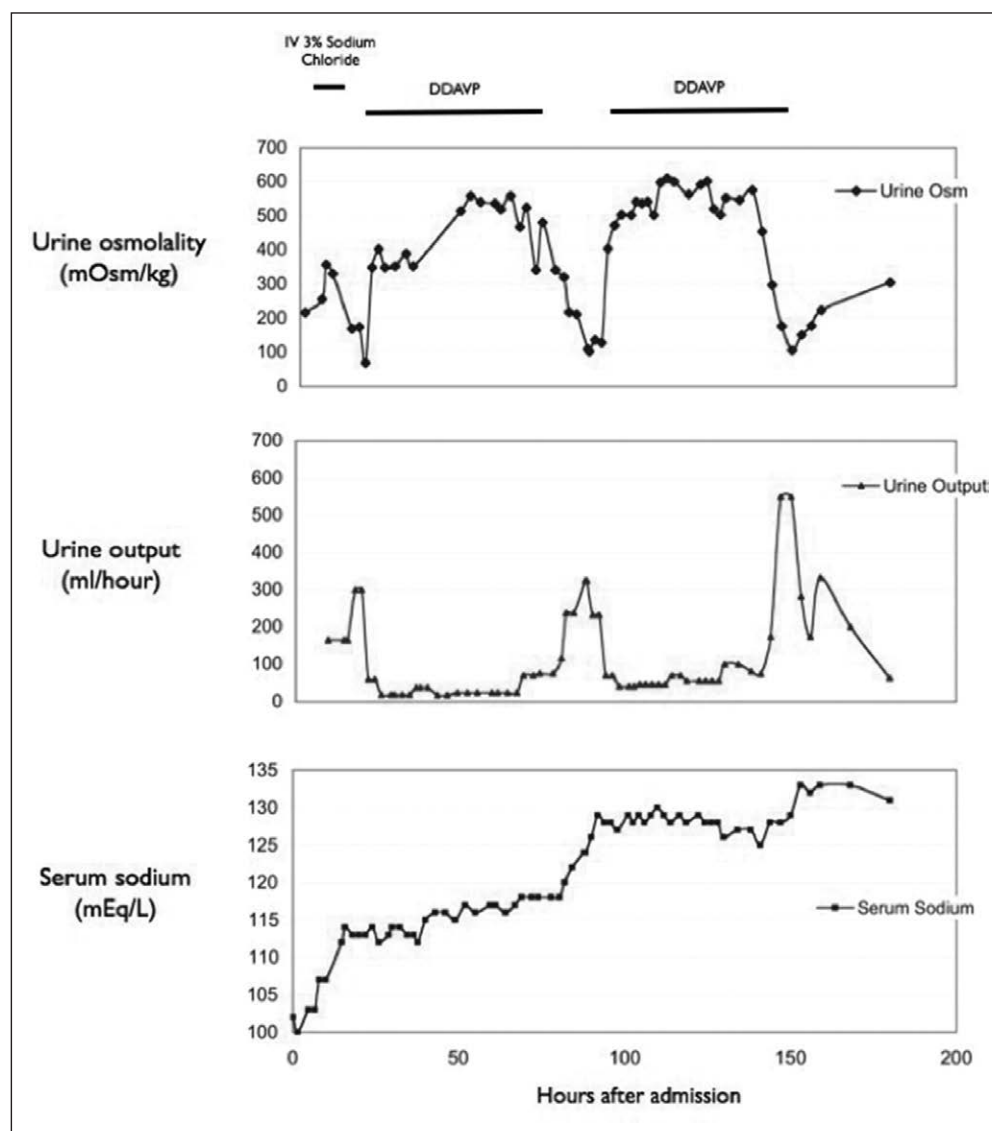 IV 3% Sodium
Chloride
DDAVP
DDAVP
700
600
500
400
300
200
100
0
Urine osmolality
(mOsm/kg)
Urine Osm
700
600
500
400
300
200
100
0
Urine output
(ml/hour)
Urine Output
135
130
125
120
115
110
105
100
Serum sodium
(mEq/L)
Serum Sodium
0 50 100 150 200
Hours after admission